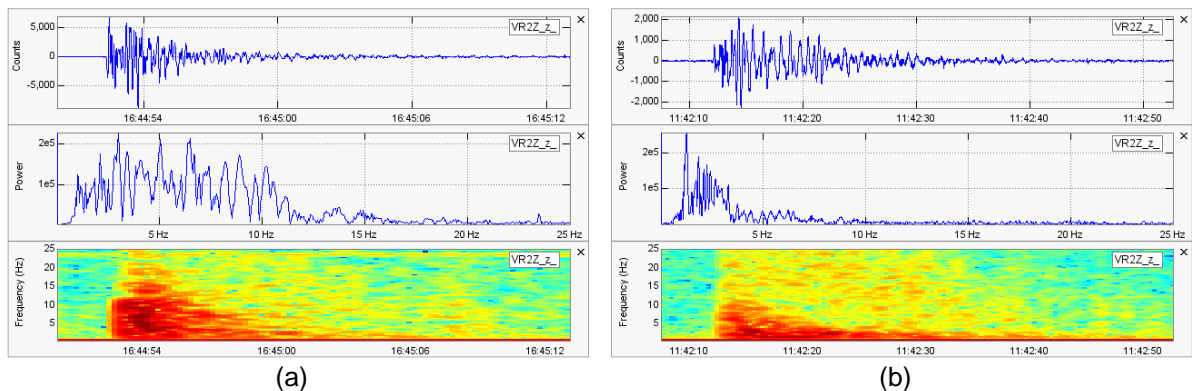 5,000
0
-5,000
Counts
VR2Z_z_
×
16:44:54
16:45:00
16:45:06
16:45:12
2e5
1e5
Power
VR2Z_z_
×
5 Hz
10 Hz
15 Hz
20 Hz
25 Hz
25
20
15
10
5
Frequency (Hz)
VR2Z_z_
×
16:44:54
16:45:00
16:45:06
16:45:12
(a)
2,000
1,000
0
-1,000
-2,000
Counts
VR2Z_z_
×
11:42:10
11:42:20
11:42:30
11:42:40
11:42:50
2e5
1e5
Power
VR2Z_z_
×
5 Hz
10 Hz
15 Hz
20 Hz
25 Hz
25
20
15
10
5
Frequency (Hz)
VR2Z_z_
×
11:42:10
11:42:20
11:42:30
11:42:40
11:42:50
(b)